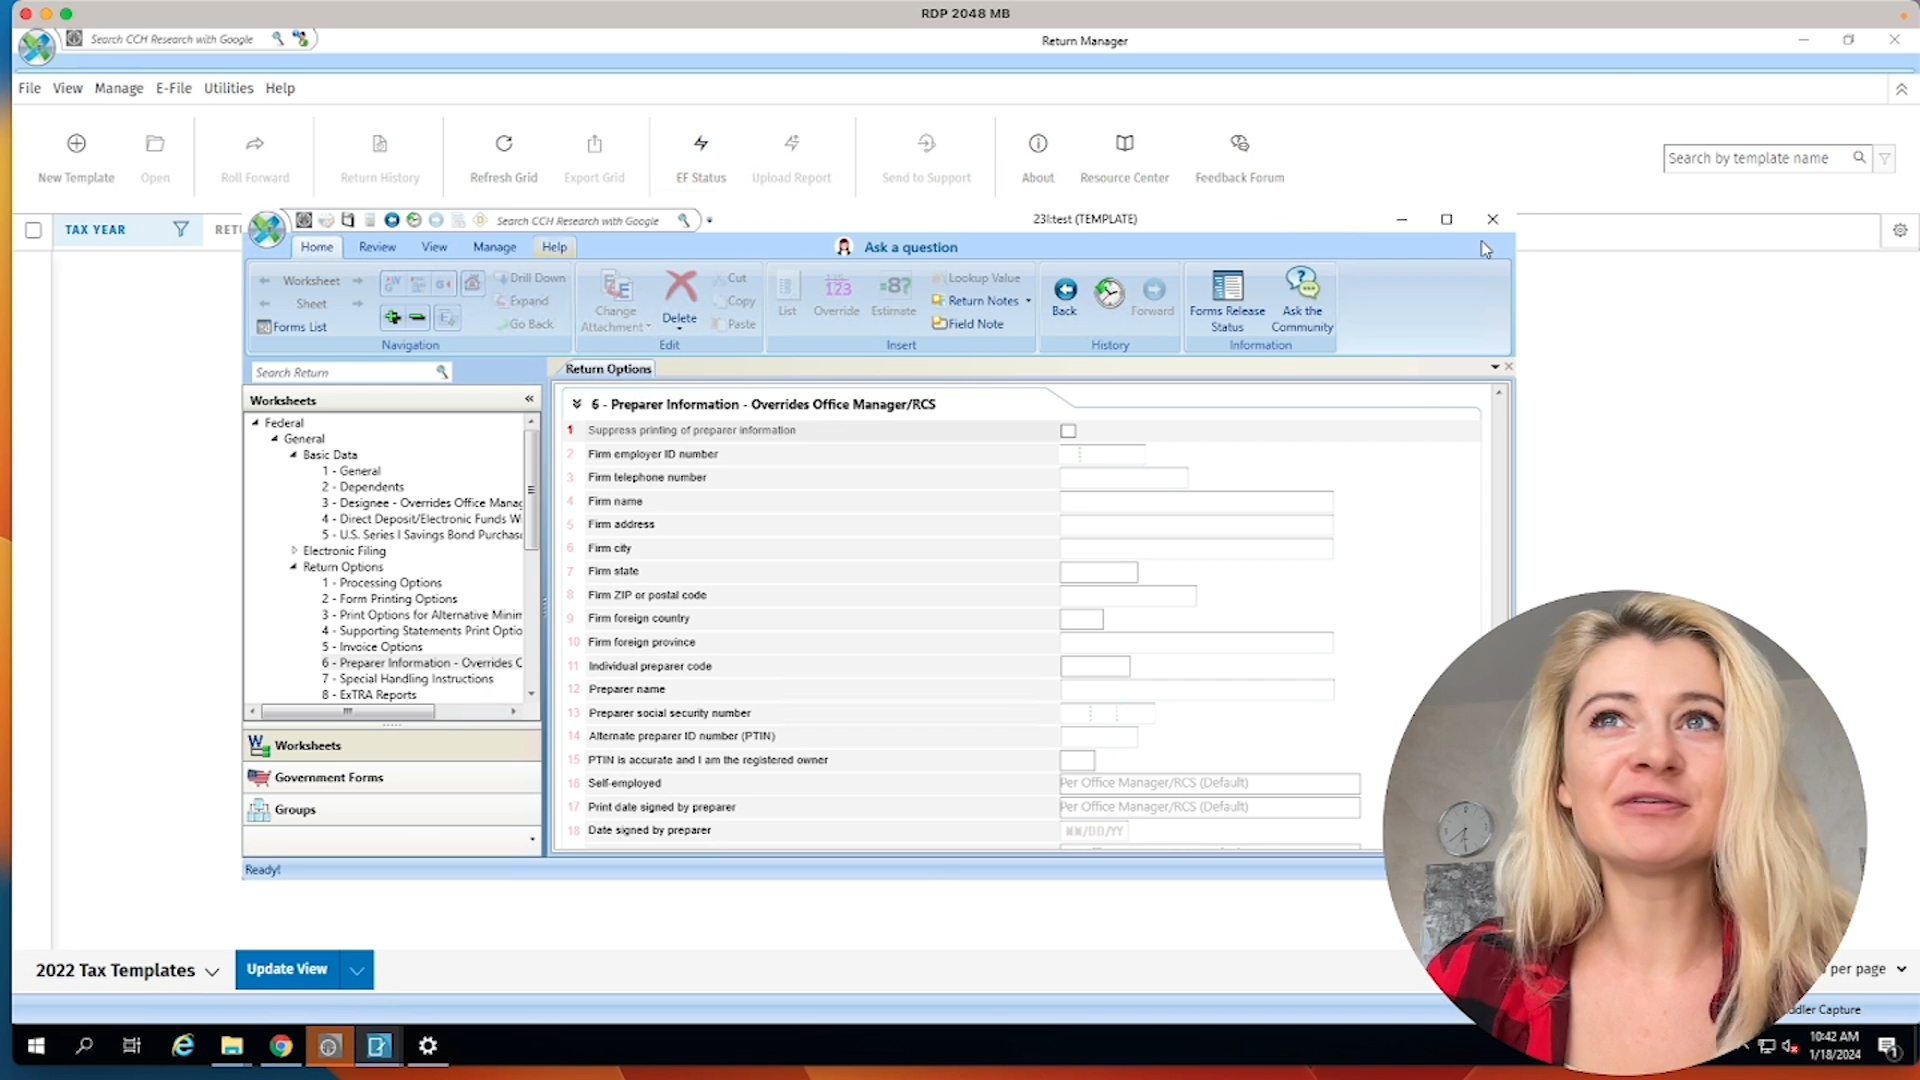 RDP 2048 MB
Search CCH Research with Google
Return Manager
File View Manage E-File Utilities Help
New Template
Open
Roll Forward
Return History
Refresh Grid
Export Grid
EF Status
Upload Report
Send to Support
About
Resource Center
Feedback Forum
Search by template name
TAX YEAR
RETU
Search CCH Research with Google
23I:test (TEMPLATE)
Home Review View Manage Help
Ask a question
Worksheet
Sheet
Forms List
Drill Down
Expand
Go Back
Navigation
Change
Attachment
Delete
Cut
Copy
Paste
Edit
List
123
Override
=8?
Estimate
Lookup Value
Return Notes
Field Note
Insert
Back
Forward
History
Forms Release
Status
Ask the
Community
Information
Search Return
Return Options
Worksheets
Federal
General
Basic Data
1 - General
2 - Dependents
3 - Designee - Overrides Office Manag
4 - Direct Deposit/Electronic Funds W
5 - U.S. Series I Savings Bond Purchas
Electronic Filing
Return Options
1 - Processing Options
2 - Form Printing Options
3 - Print Options for Alternative Minim
4 - Supporting Statements Print Optio
5 - Invoice Options
6 - Preparer Information - Overrides C
7 - Special Handling Instructions
8 - ExTRA Reports
Worksheets
Government Forms
Groups
6 - Preparer Information - Overrides Office Manager/RCS
1 Suppress printing of preparer information
2 Firm employer ID number
3 Firm telephone number
4 Firm name
5 Firm address
6 Firm city
7 Firm state
8 Firm ZIP or postal code
9 Firm foreign country
10 Firm foreign province
11 Individual preparer code
12 Preparer name
13 Preparer social security number
14 Alternate preparer ID number (PTIN)
15 PTIN is accurate and I am the registered owner
16 Self-employed Per Office Manager/RCS (Default)
17 Print date signed by preparer Per Office Manager/RCS (Default)
18 Date signed by preparer MM/DD/YY
Ready!
2022 Tax Templates
Update View
per page
ddler Capture
10:42 AM
1/18/2024
1